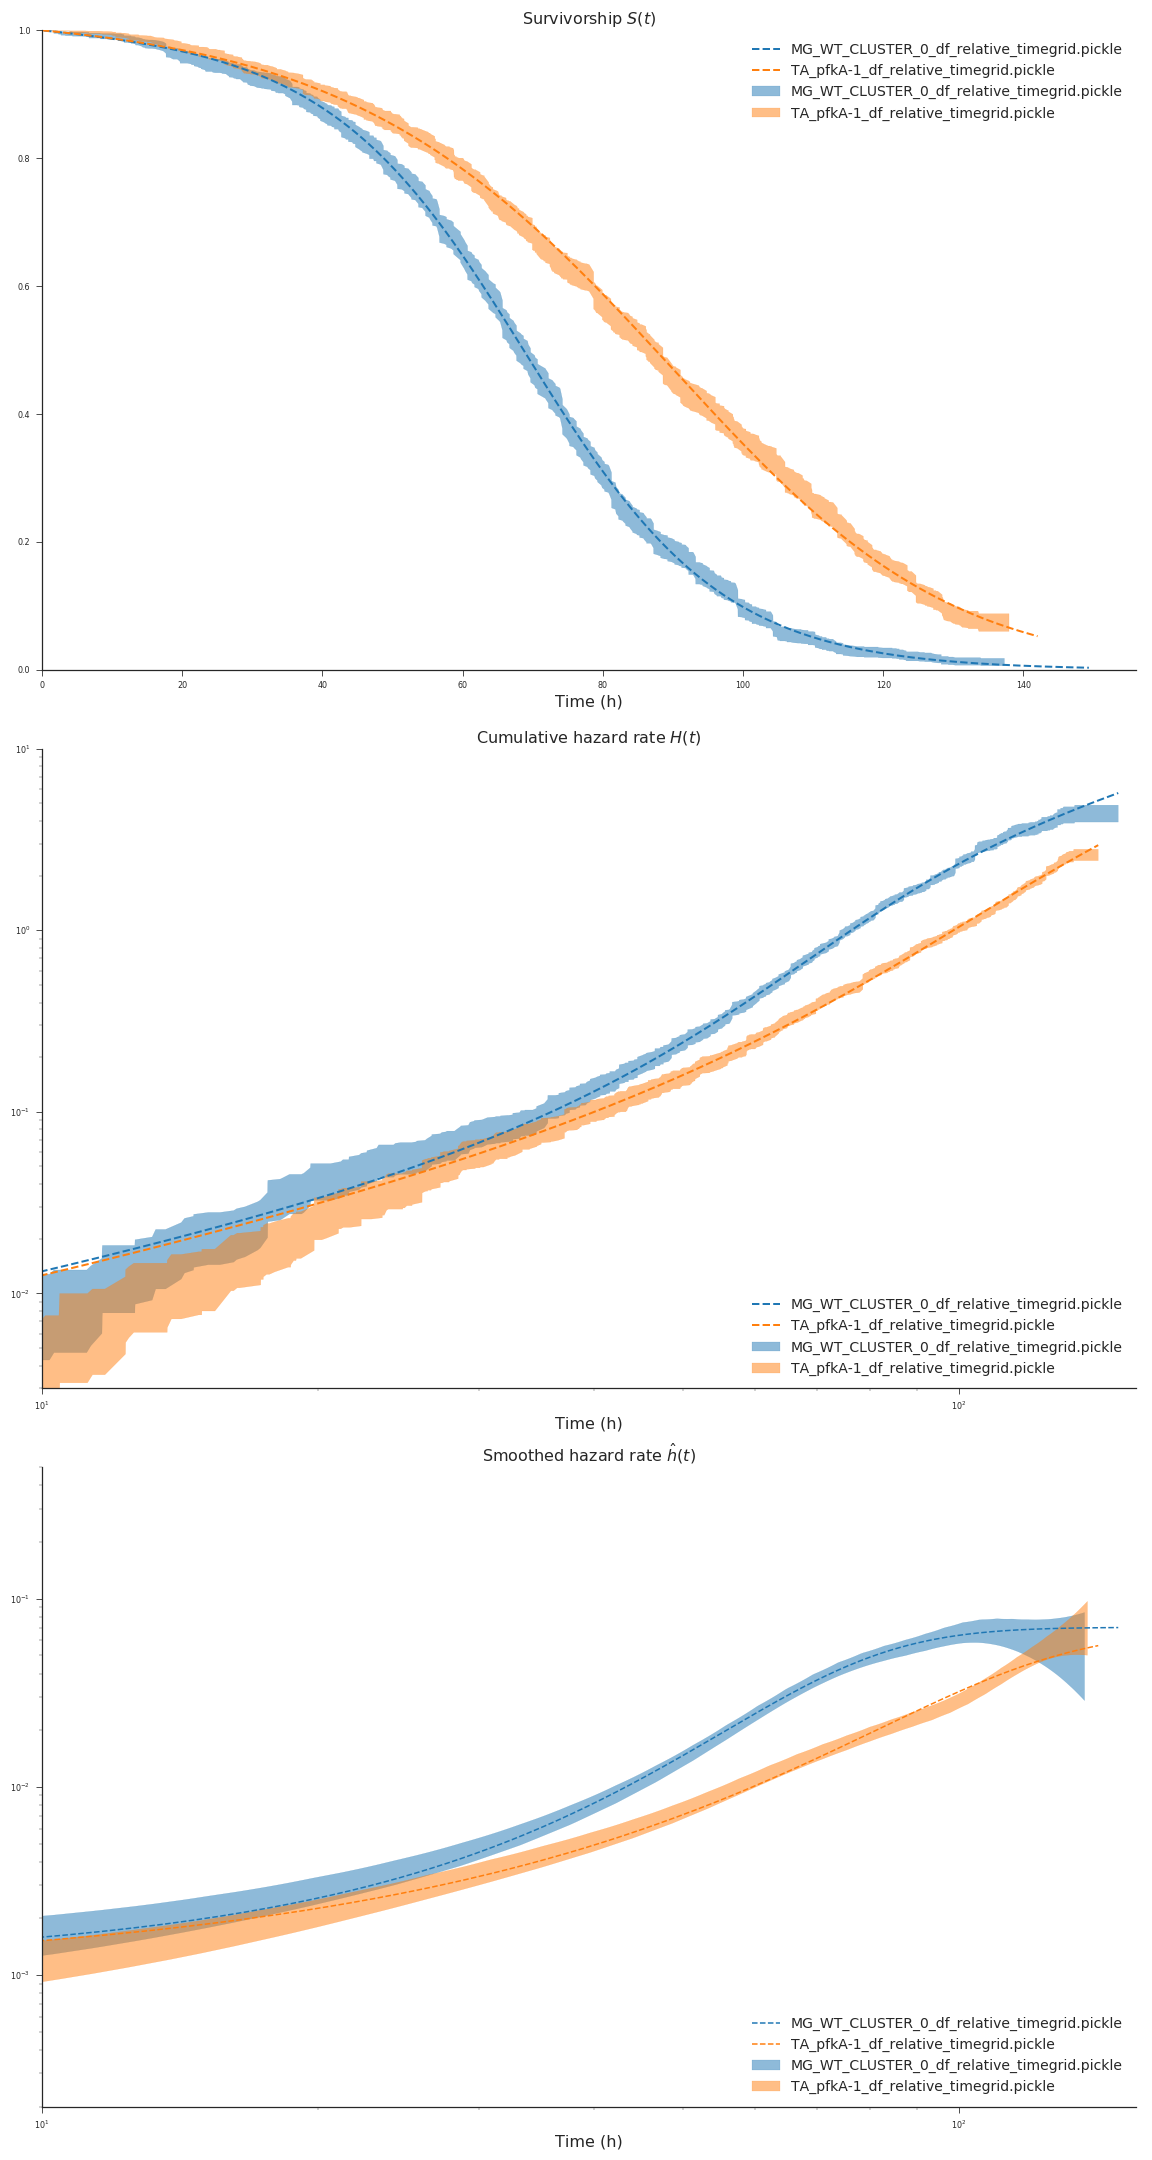 Survivorship S(t)
1.0
0.8
0.6
0.4
0.2
0.0
MG_WT_CLUSTER_0_df_relative_timegrid.pickle
TA_pfkA-1_df_relative_timegrid.pickle
MG_WT_CLUSTER_0_df_relative_timegrid.pickle
TA_pfkA-1_df_relative_timegrid.pickle
0 20 40 60 80 100 120 140
Time (h)
Cumulative hazard rate H(t)
10¹
10⁰
10⁻¹
10⁻²
MG_WT_CLUSTER_0_df_relative_timegrid.pickle
TA_pfkA-1_df_relative_timegrid.pickle
MG_WT_CLUSTER_0_df_relative_timegrid.pickle
TA_pfkA-1_df_relative_timegrid.pickle
10¹ 10²
Time (h)
Smoothed hazard rate ĥ(t)
10⁻¹
10⁻²
10⁻³
MG_WT_CLUSTER_0_df_relative_timegrid.pickle
TA_pfkA-1_df_relative_timegrid.pickle
MG_WT_CLUSTER_0_df_relative_timegrid.pickle
TA_pfkA-1_df_relative_timegrid.pickle
10¹ 10²
Time (h)